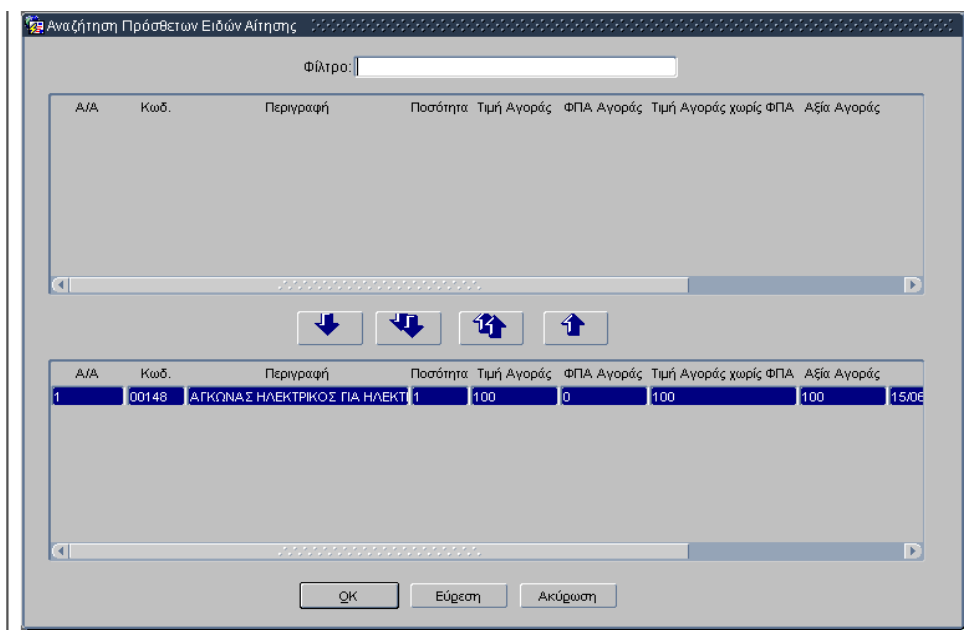 Αναζήτηση Πρόσθετων Ειδών Αίτησης
Φίλτρο:
Α/Α Κωδ. Περιγραφή Ποσότητα Τιμή Αγοράς ΦΠΑ Αγοράς Τιμή Αγοράς χωρίς ΦΠΑ Αξία Αγοράς
Α/Α Κωδ. Περιγραφή Ποσότητα Τιμή Αγοράς ΦΠΑ Αγοράς Τιμή Αγοράς χωρίς ΦΠΑ Αξία Αγοράς
1 00148 ΑΓΚΩΝΑΣ ΗΛΕΚΤΡΙΚΟΣ ΓΙΑ ΗΛΕΚΤΙ 1 100 0 100 100 15/06
OK Εύρεση Ακύρωση